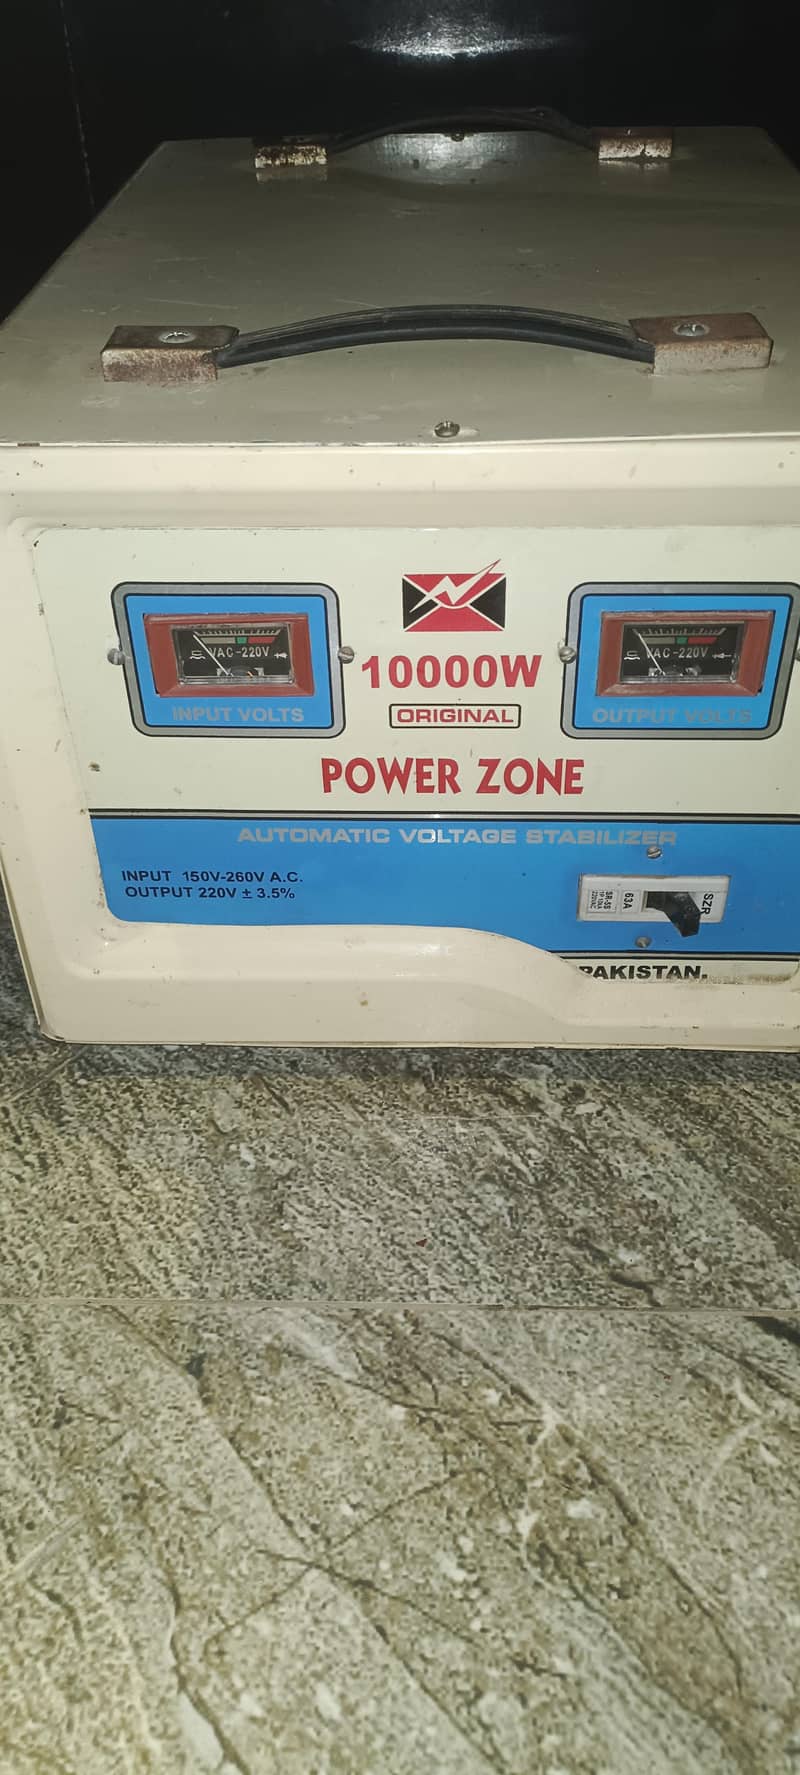 VAC-220V
INPUT VOLTS
10000W
ORIGINAL
VAC-220V
OUTPUT VOLTS
POWER ZONE
AUTOMATIC VOLTAGE STABILIZER
INPUT 150V-260V A.C.
OUTPUT 220V ± 3.5%
63A
SZR
PAKISTAN.